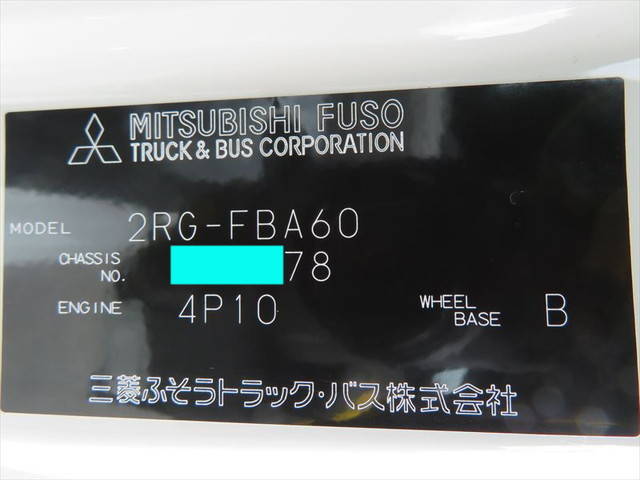 MITSUBISHI FUSO
TRUCK & BUS CORPORATION
MODEL 2RG-FBA60
CHASSIS NO. 78
ENGINE 4P10 WHEEL BASE B
三菱ふそうトラック・バス株式会社